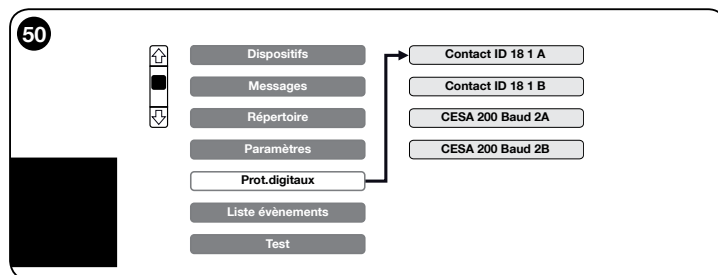 50
Dispositifs
Messages
Répertoire
Paramètres
Prot.digitaux
Liste évènements
Test
Contact ID 18 1 A
Contact ID 18 1 B
CESA 200 Baud 2A
CESA 200 Baud 2B